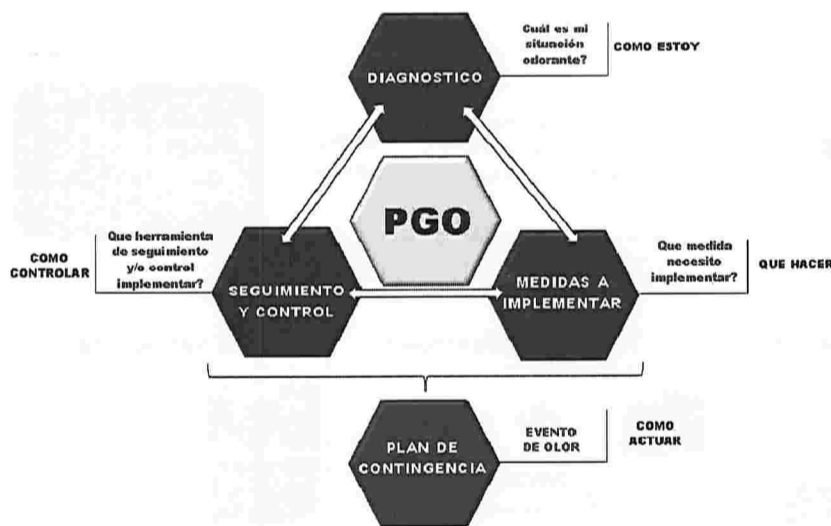 Cuál es mi
situación
odorante?
COMO ESTOY
DIAGNOSTICO
PGO
COMO
CONTROLAR
Que herramienta
de seguimiento
y/o control
implementar?
SEGUIMIENTO
Y CONTROL
MEDIDAS A
IMPLEMENTAR
Que medida
necesito
implementar?
QUE HACER
PLAN DE
CONTINGENCIA
EVENTO
DE OLOR
COMO
ACTUAR